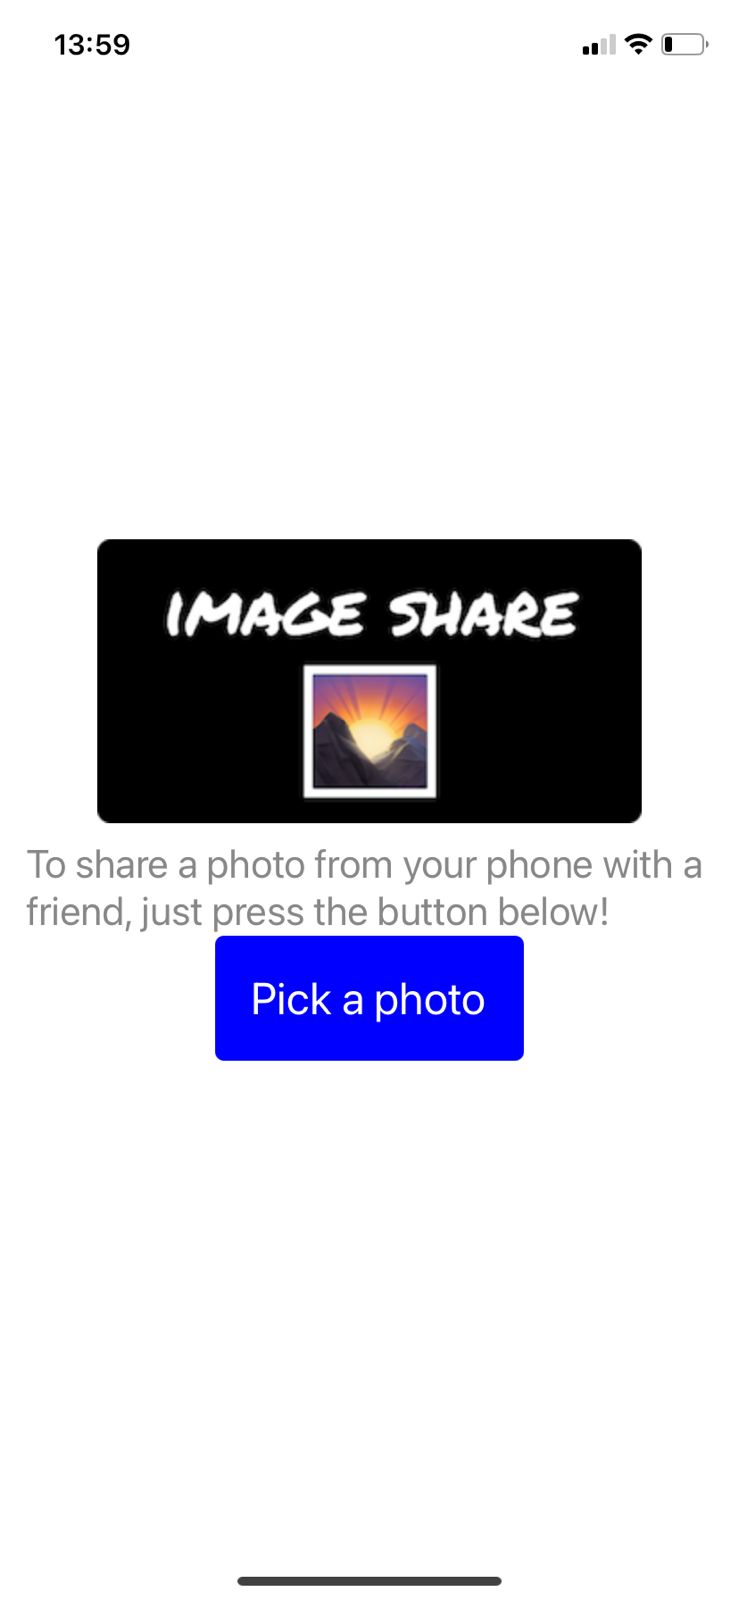 13:59
IMAGE SHARE
To share a photo from your phone with a
friend, just press the button below!
Pick a photo